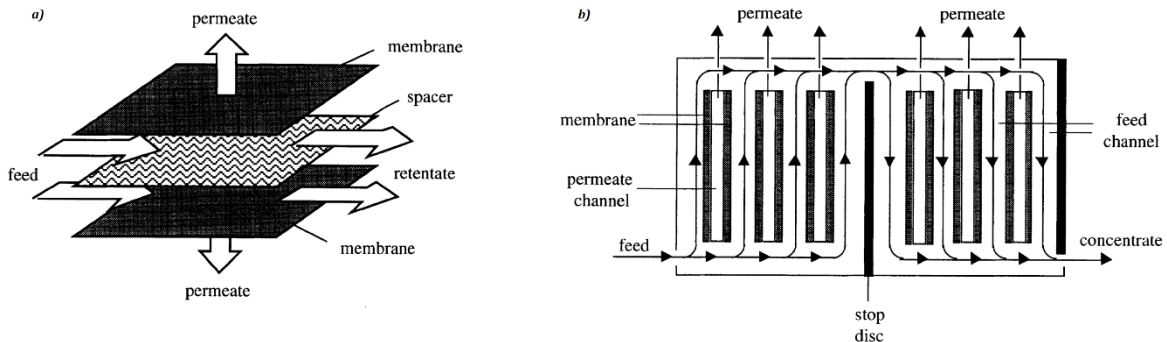 a)
permeate
membrane
spacer
feed
retentate
membrane
permeate
b)
permeate
permeate
membrane
feed
channel
permeate
channel
feed
concentrate
stop
disc